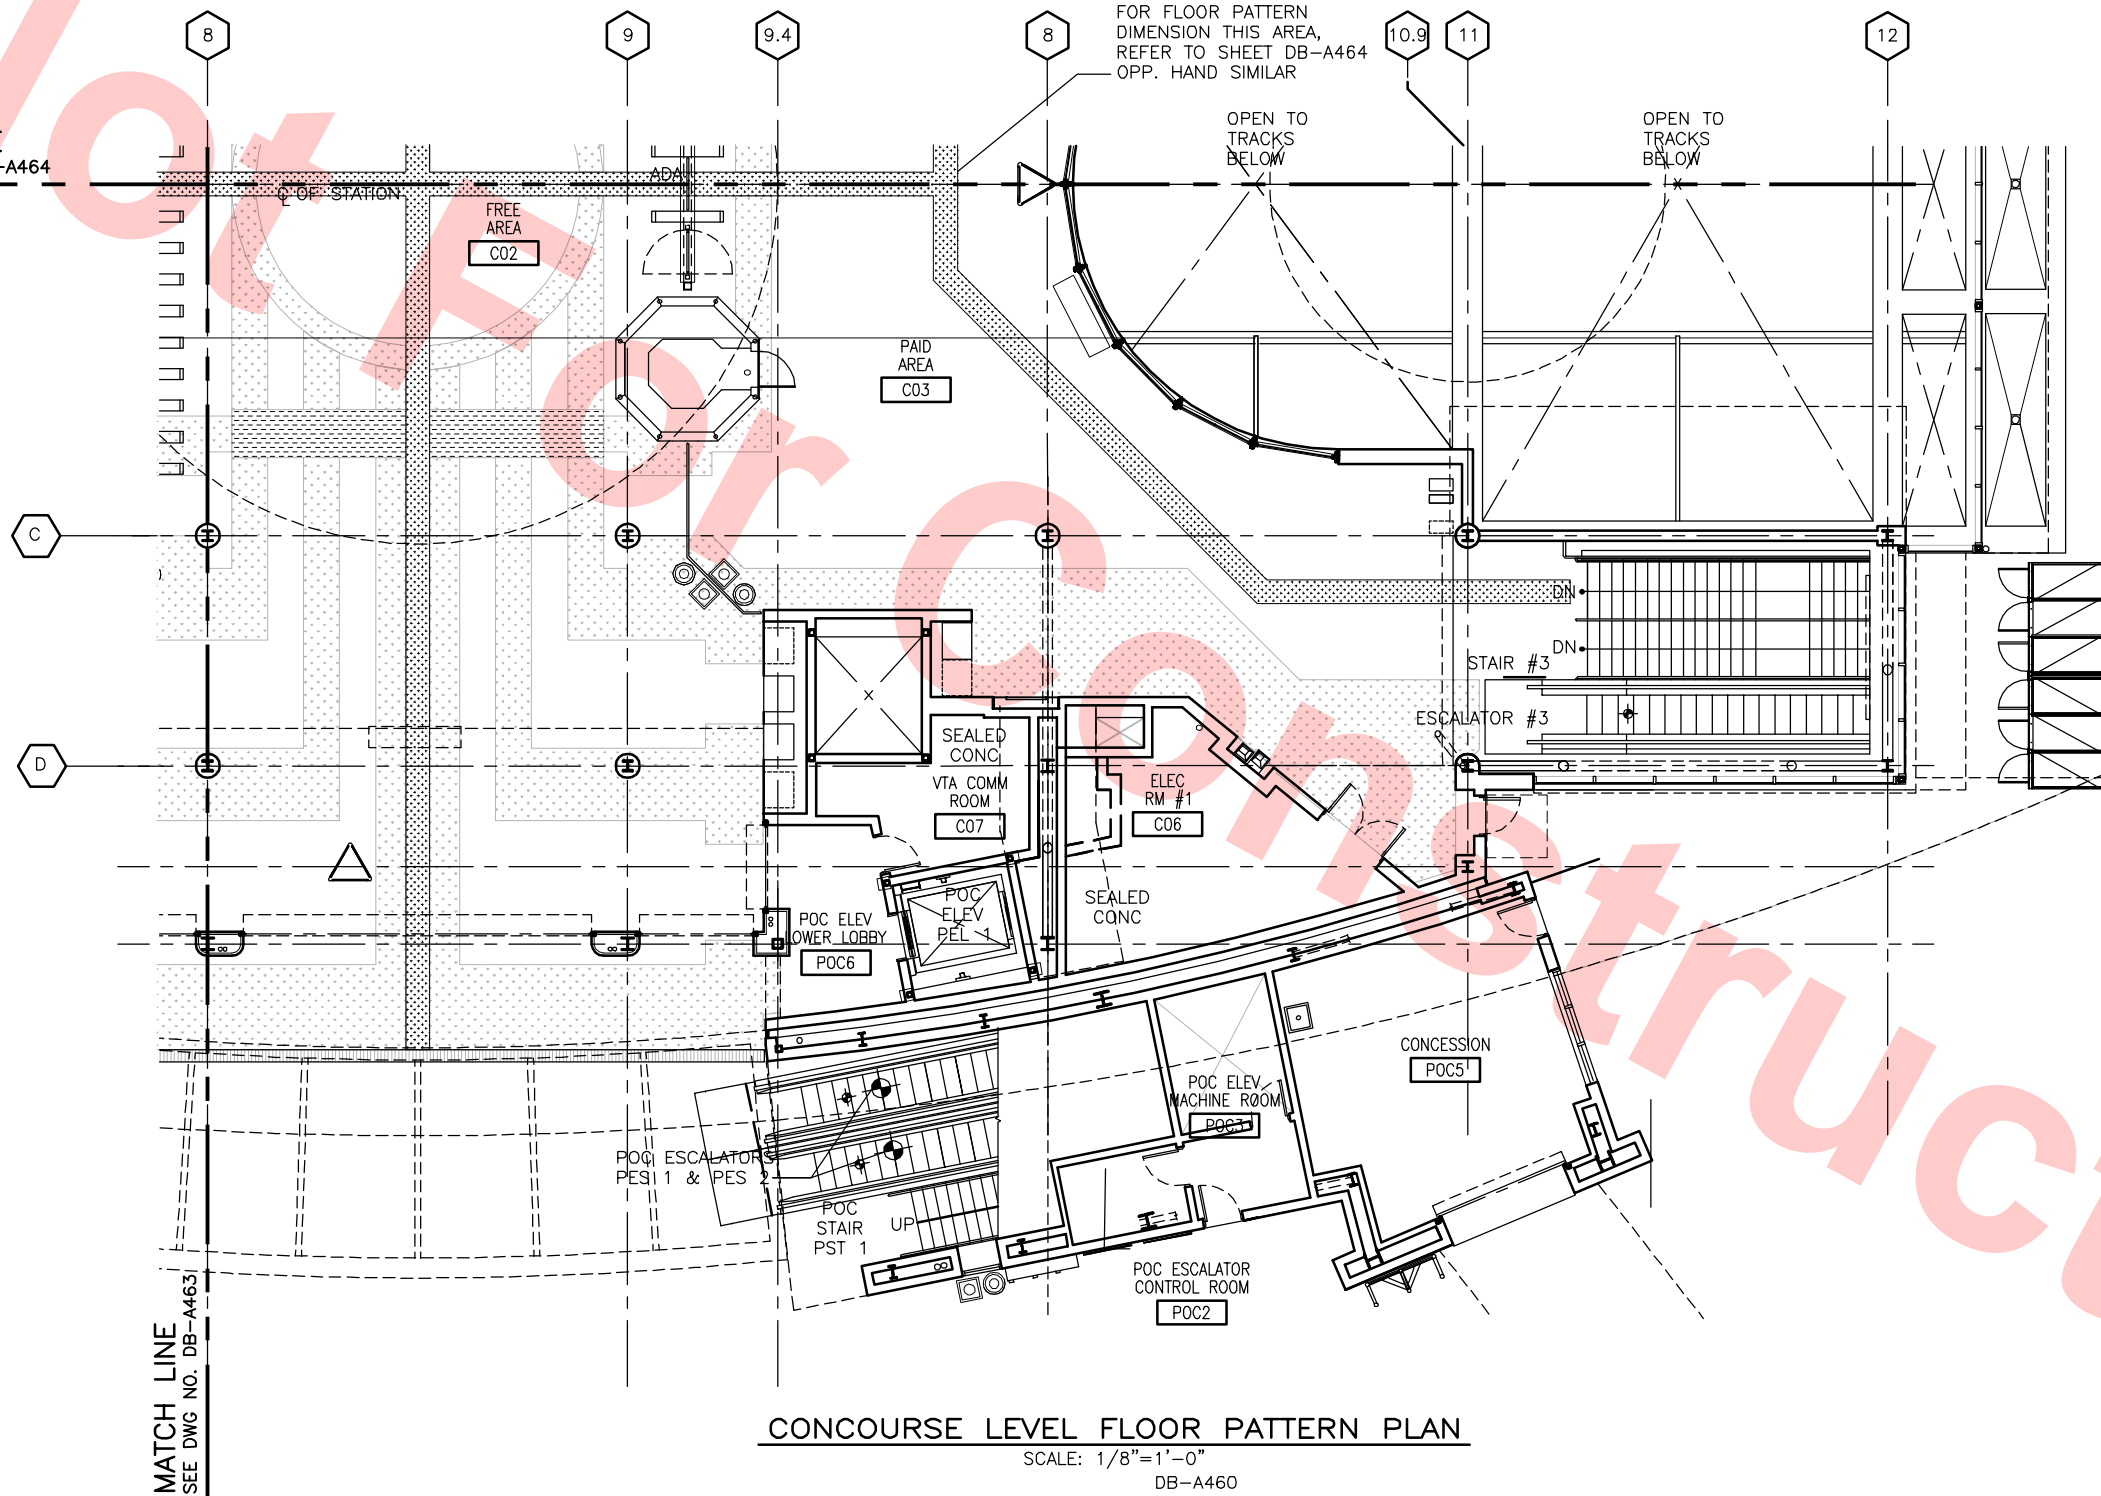 8
9
9.4
8
10.9
11
12
FOR FLOOR PATTERN
DIMENSION THIS AREA,
REFER TO SHEET DB-A464
OPP. HAND SIMILAR
OPEN TO
TRACKS
BELOW
OPEN TO
TRACKS
BELOW
-A464
℄ OF STATION
ADA
FREE
AREA
C02
PAID
AREA
C03
C
D
DN
DN
STAIR #3
ESCALATOR #3
SEALED
CONC
VTA COMM
ROOM
C07
ELEC
RM #1
C06
SEALED
CONC
POC
ELEV
PEL 1
POC ELEV
LOWER LOBBY
POC6
CONCESSION
POC5
POC ELEV
MACHINE ROOM
POC3
POC ESCALATORS
PES 1 & PES 2
POC
STAIR
PST 1
UP
POC ESCALATOR
CONTROL ROOM
POC2
MATCH LINE
SEE DWG NO. DB-A463
CONCOURSE LEVEL FLOOR PATTERN PLAN
SCALE: 1/8"=1'-0"
DB-A460
ot For Construct